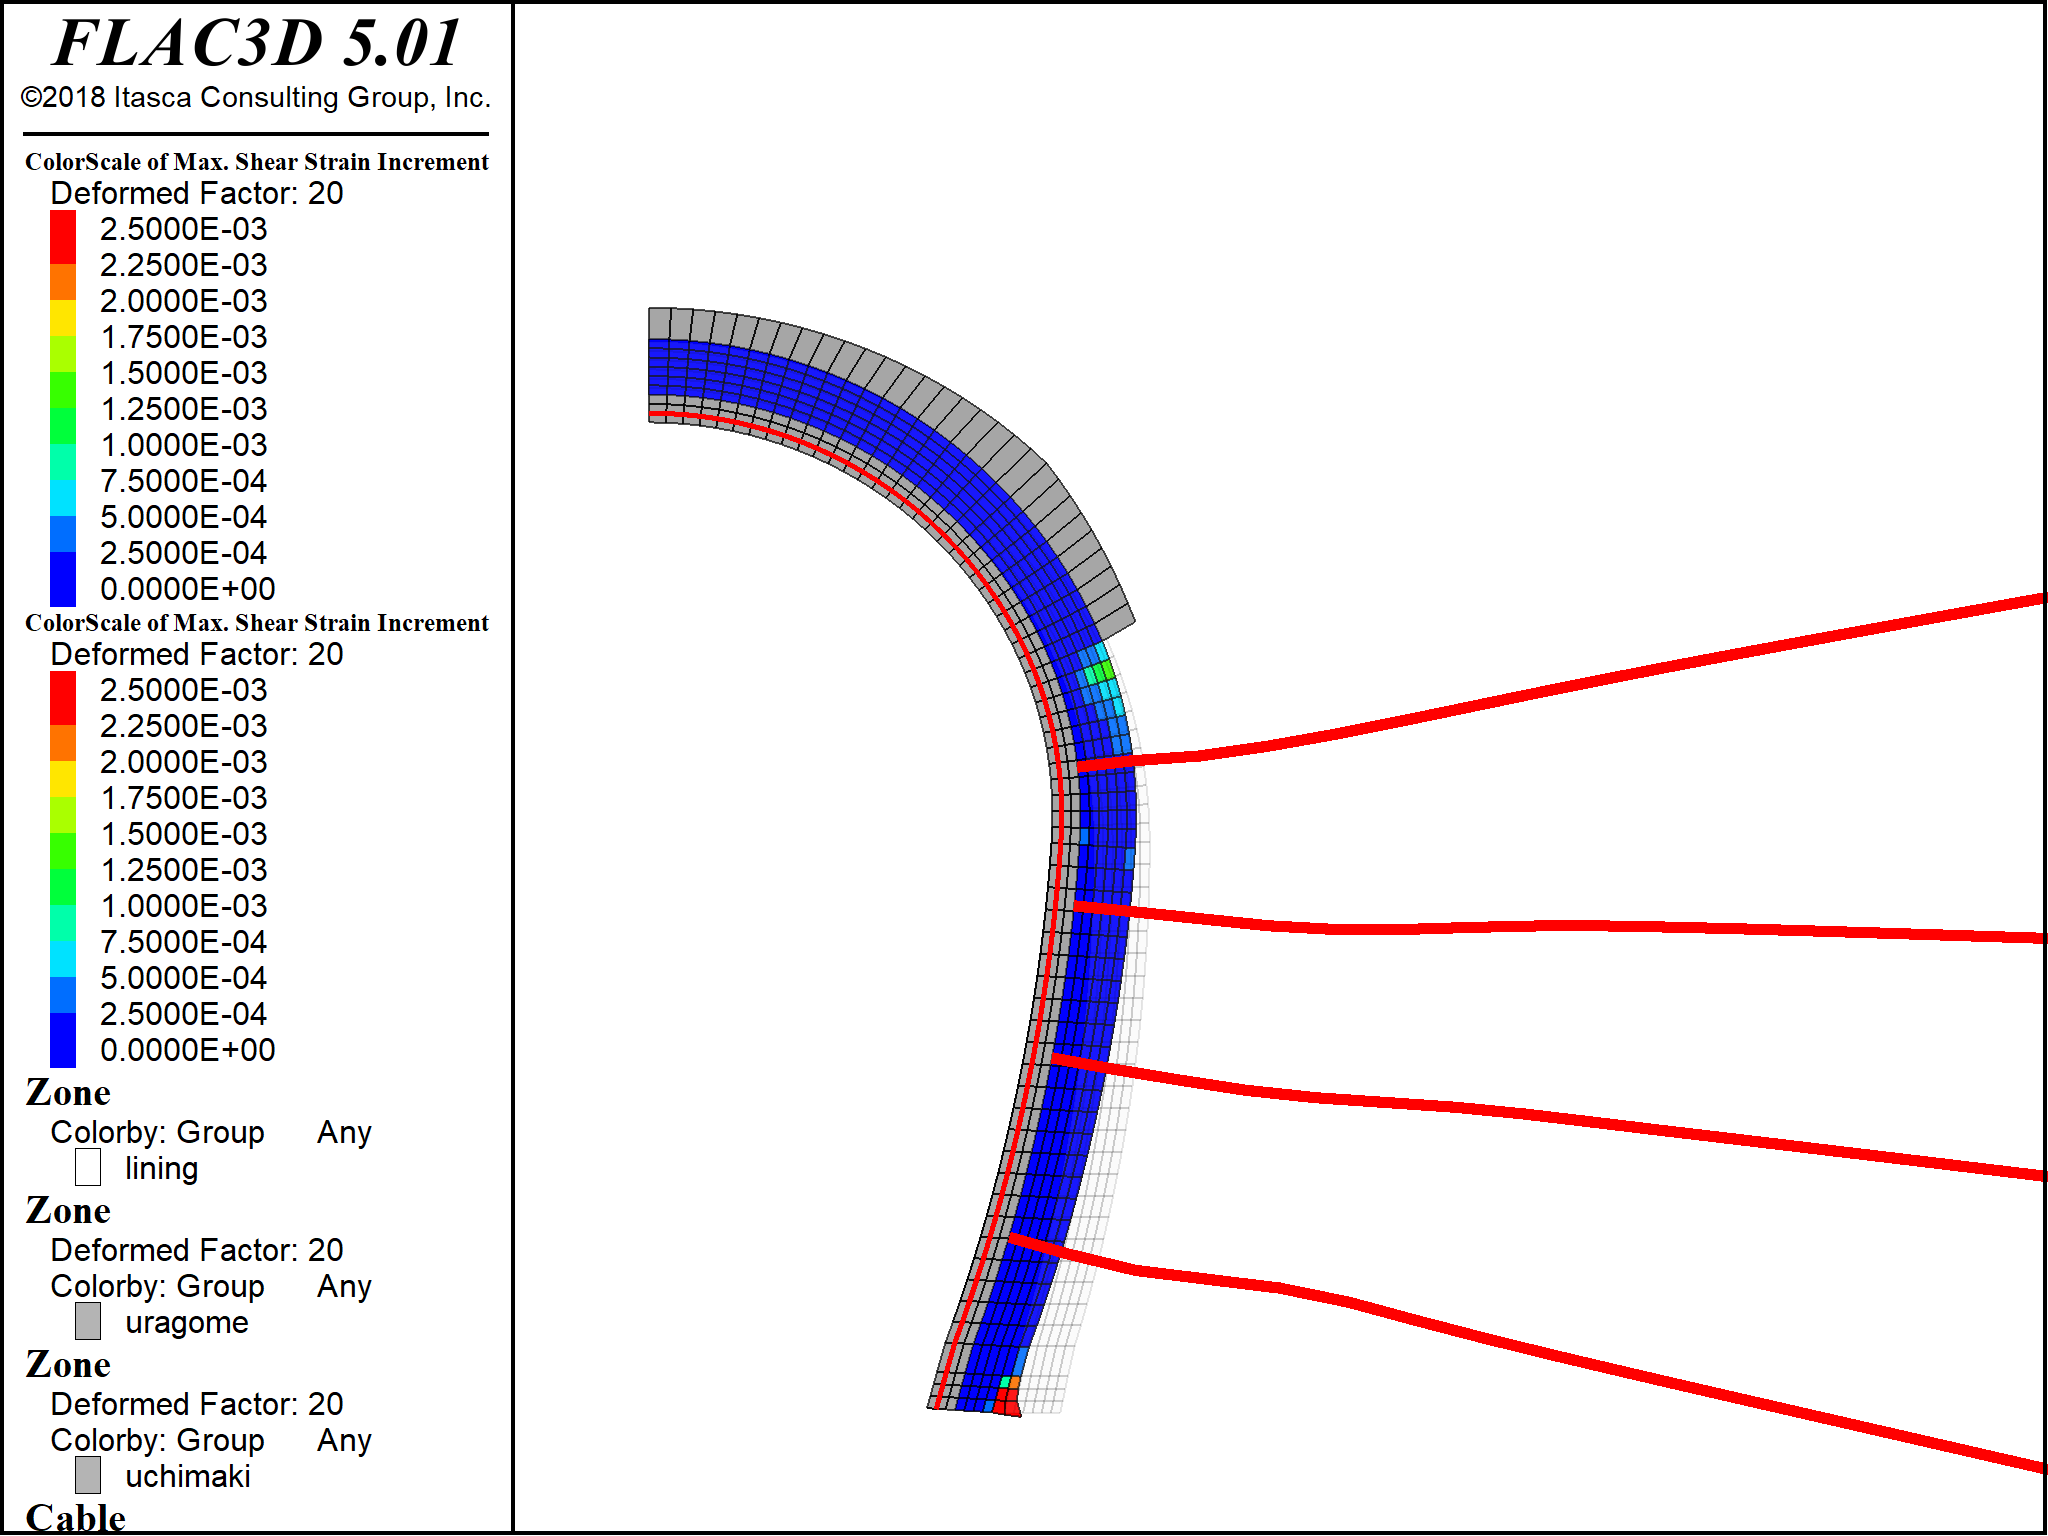 FLAC3D 5.01
©2018 Itasca Consulting Group, Inc.
ColorScale of Max. Shear Strain Increment
Deformed Factor: 20
2.5000E-03
2.2500E-03
2.0000E-03
1.7500E-03
1.5000E-03
1.2500E-03
1.0000E-03
7.5000E-04
5.0000E-04
2.5000E-04
0.0000E+00
ColorScale of Max. Shear Strain Increment
Deformed Factor: 20
2.5000E-03
2.2500E-03
2.0000E-03
1.7500E-03
1.5000E-03
1.2500E-03
1.0000E-03
7.5000E-04
5.0000E-04
2.5000E-04
0.0000E+00
Zone
Colorby: Group Any
lining
Zone
Deformed Factor: 20
Colorby: Group Any
uragome
Zone
Deformed Factor: 20
Colorby: Group Any
uchimaki
Cable